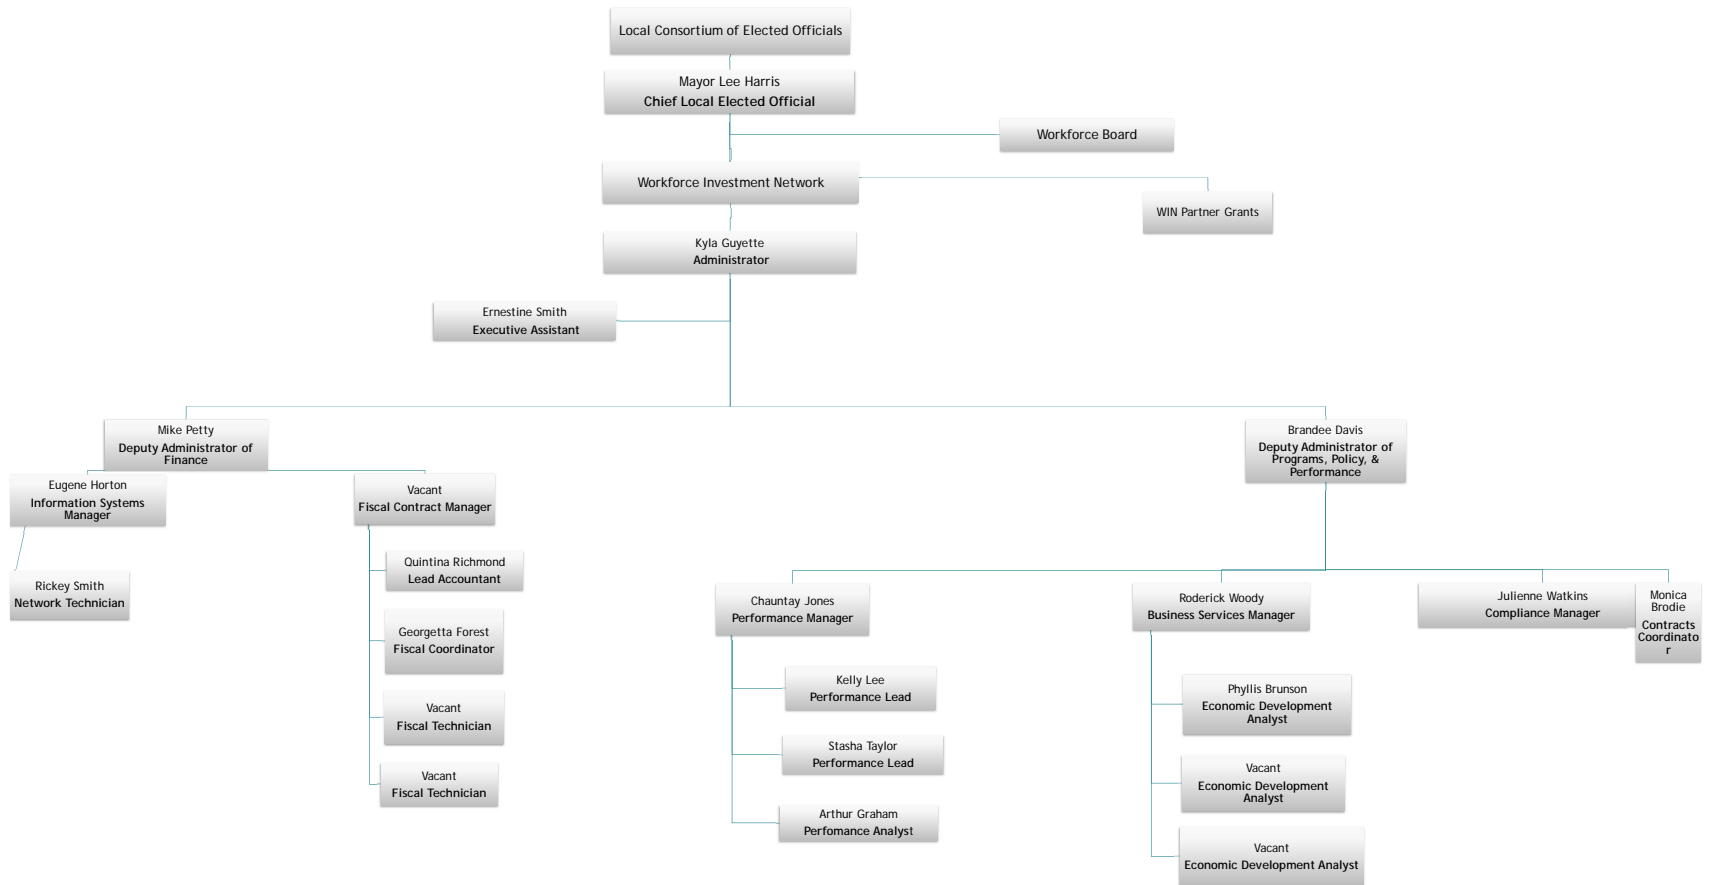 Local Consortium of Elected Officials
Mayor Lee Harris
Chief Local Elected Official
Workforce Board
Workforce Investment Network
WIN Partner Grants
Kyla Guyette
Administrator
Ernestine Smith
Executive Assistant
Mike Petty
Deputy Administrator of
Finance
Brandee Davis
Deputy Administrator of
Programs, Policy, &
Performance
Eugene Horton
Information Systems
Manager
Vacant
Fiscal Contract Manager
Rickey Smith
Network Technician
Quintina Richmond
Lead Accountant
Georgetta Forest
Fiscal Coordinator
Vacant
Fiscal Technician
Vacant
Fiscal Technician
Chauntay Jones
Performance Manager
Kelly Lee
Performance Lead
Stasha Taylor
Performance Lead
Arthur Graham
Perfomance Analyst
Roderick Woody
Business Services Manager
Phyllis Brunson
Economic Development
Analyst
Vacant
Economic Development
Analyst
Vacant
Economic Development Analyst
Julienne Watkins
Compliance Manager
Monica
Brodie
Contracts
Coordinato
r